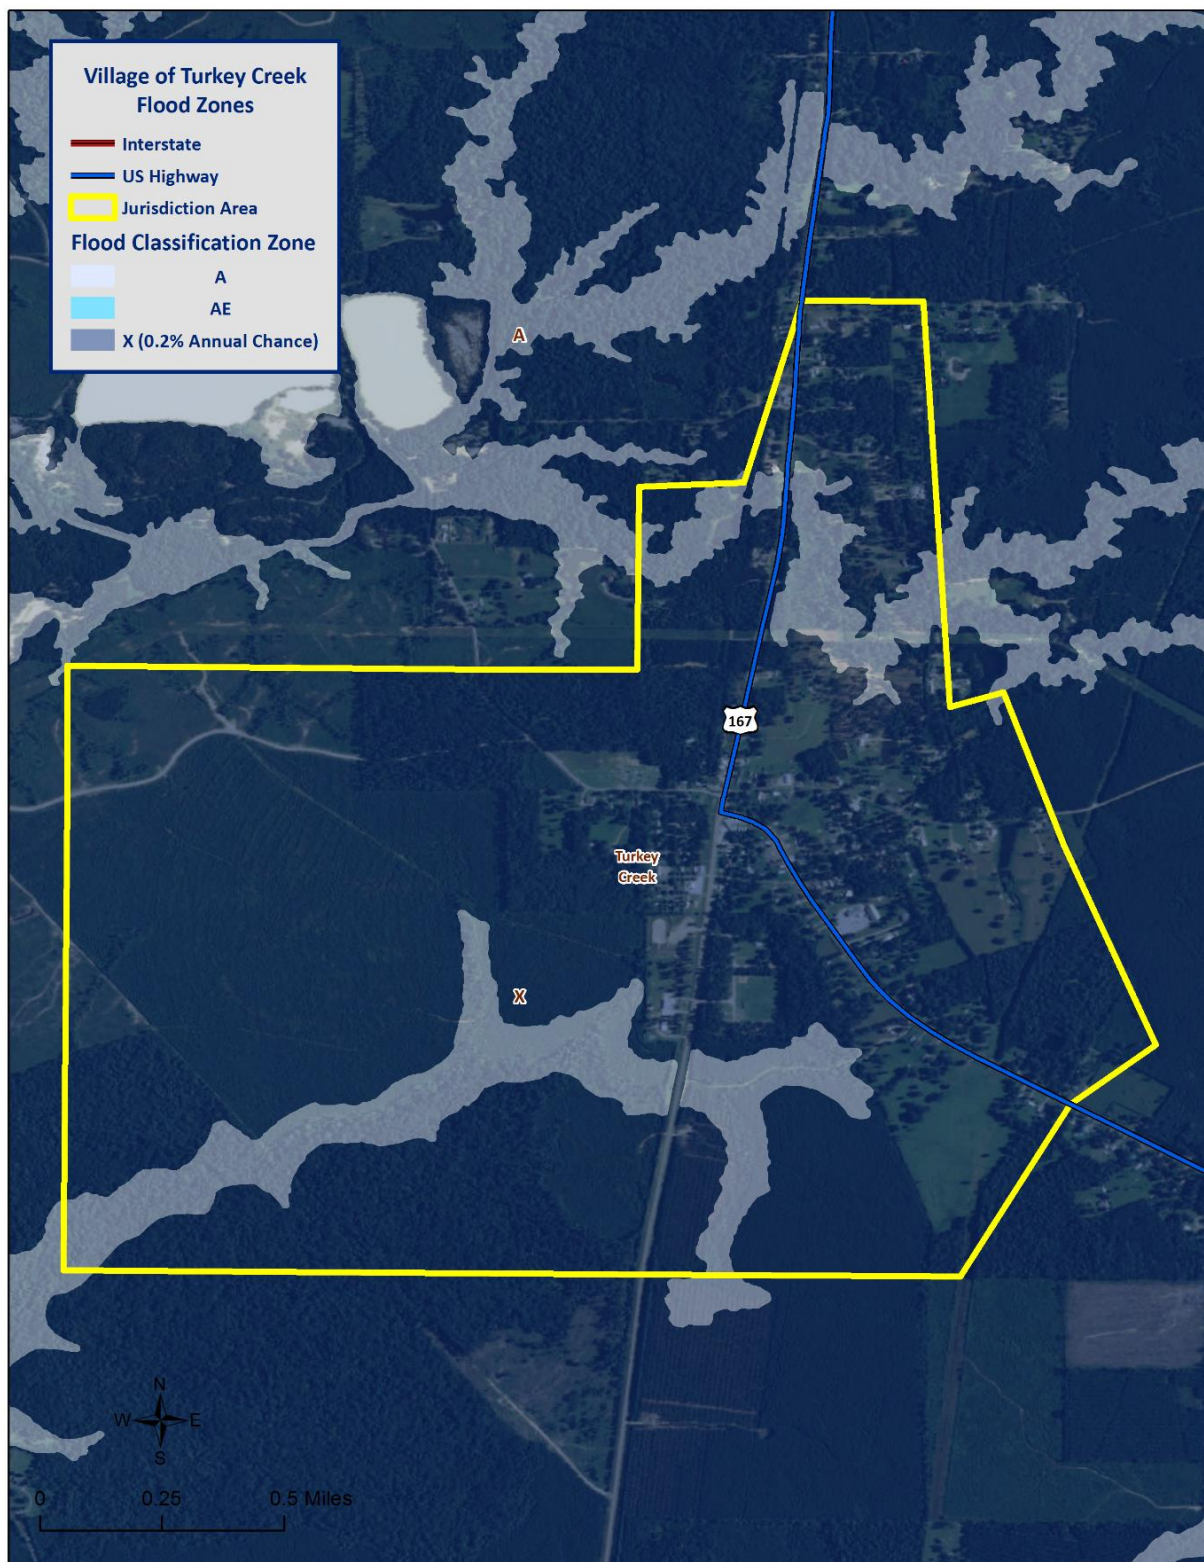 Village of Turkey Creek
Flood Zones
Interstate
US Highway
Jurisdiction Area
Flood Classification Zone
A
AE
X (0.2% Annual Chance)
A
167
Turkey
Creek
X
N
W E
S
0 0.25 0.5 Miles